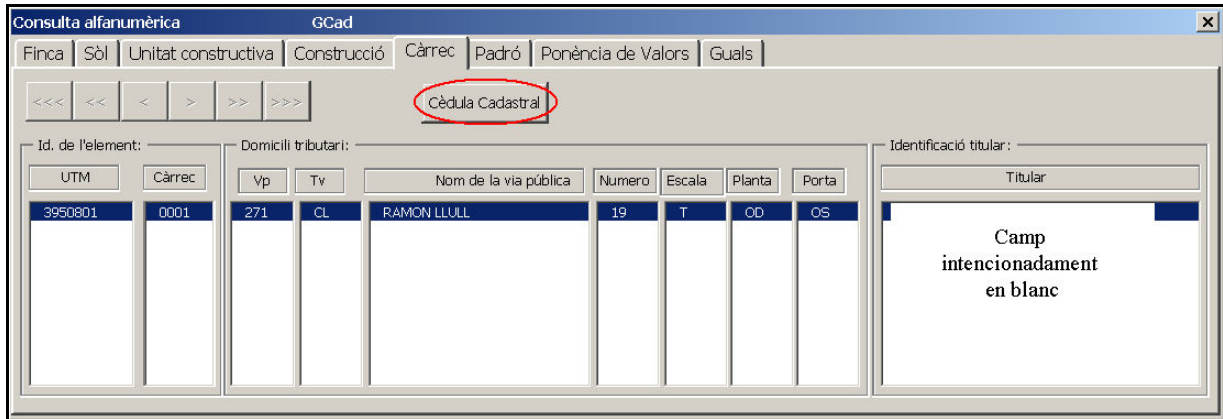 Consulta alfanumèrica GCad
Finca Sòl Unitat constructiva Construcció Càrrec Padró Ponència de Valors Guals
<<< << < > >> >>> Cèdula Cadastral
Id. de l'element: Domicili tributari: Identificació titular:
UTM Càrrec Vp Tv Nom de la via pública Numero Escala Planta Porta Titular
3950801 0001 271 CL RAMON LLULL 19 T OD OS
Camp
intencionadament
en blanc